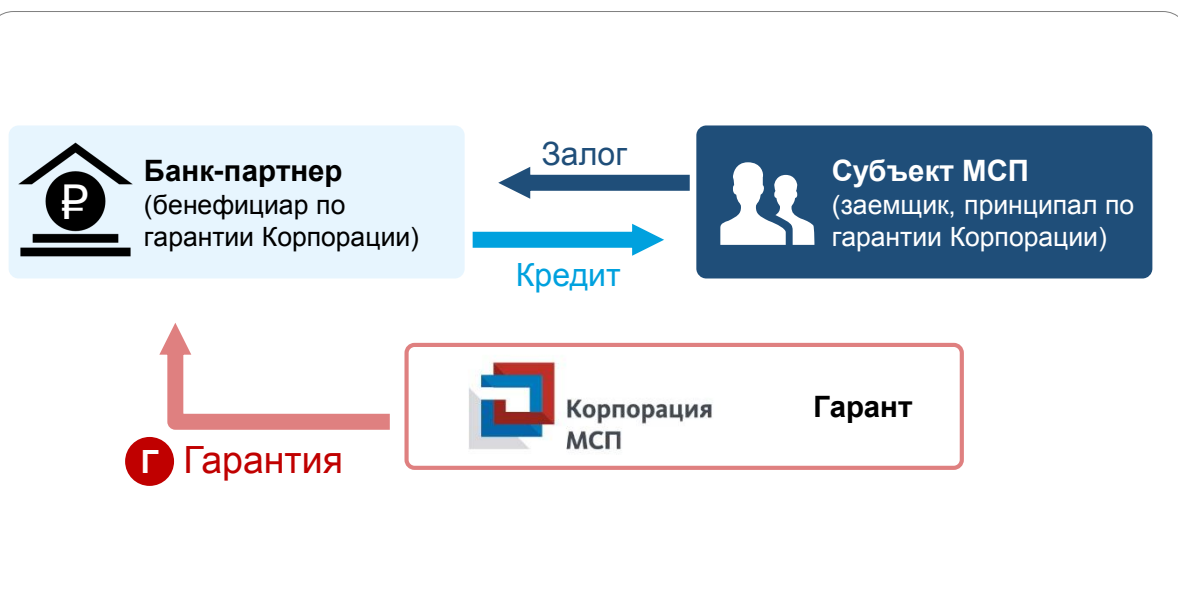 Банк-партнер
(бенефициар по
гарантии Корпорации)
Залог
Кредит
Субъект МСП
(заемщик, принципал по
гарантии Корпорации)
Корпорация
МСП
Гарант
Г Гарантия